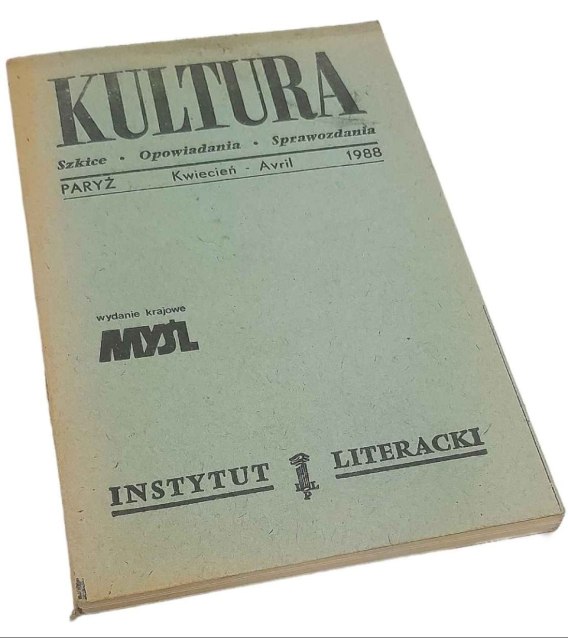 KULTURA
Szkice • Opowiadania • Sprawozdania
PARYŻ Kwiecień - Avril 1988
wydanie krajowe
MYŚL
INSTYTUT LITERACKI